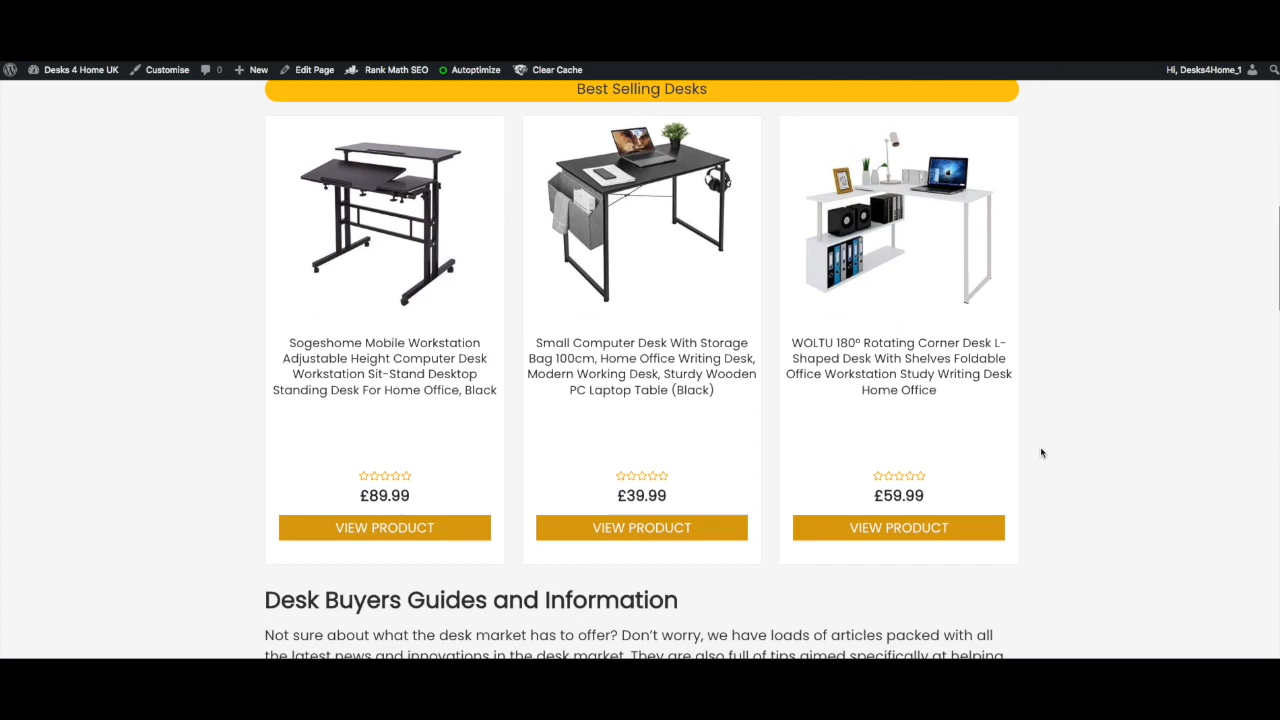 Desks 4 Home UK Customise 0 New Edit Page Rank Math SEO Autoptimize Clear Cache Hi, Desks4Home_1
Best Selling Desks
Sogeshome Mobile Workstation
Adjustable Height Computer Desk
Workstation Sit-Stand Desktop
Standing Desk For Home Office, Black
£89.99
VIEW PRODUCT
Small Computer Desk With Storage
Bag 100cm, Home Office Writing Desk,
Modern Working Desk, Sturdy Wooden
PC Laptop Table (Black)
£39.99
VIEW PRODUCT
WOLTU 180° Rotating Corner Desk L-
Shaped Desk With Shelves Foldable
Office Workstation Study Writing Desk
Home Office
£59.99
VIEW PRODUCT
Desk Buyers Guides and Information
Not sure about what the desk market has to offer? Don't worry, we have loads of articles packed with all
the latest news and innovations in the desk market. They are also full of tips aimed specifically at helping